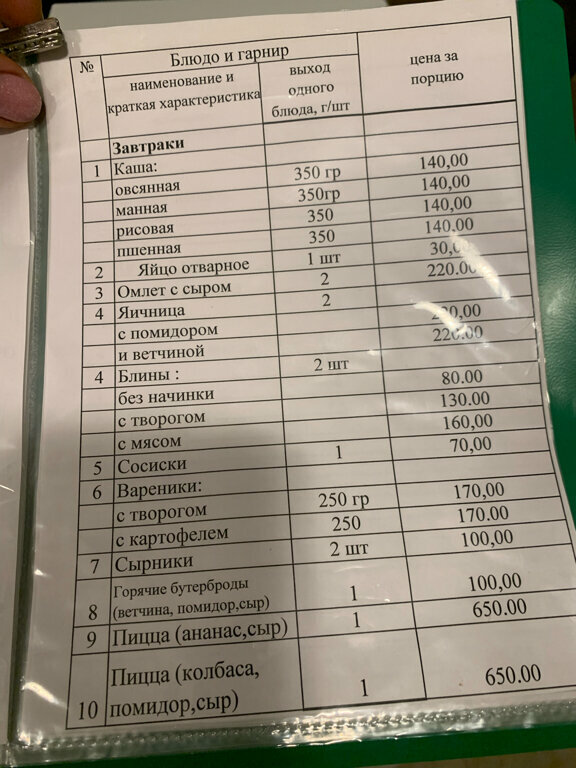 № Блюдо и гарнир цена за порцию
наименование и краткая характеристика выход одного блюда, г/шт
Завтраки
1 Каша:
овсянная 350 гр 140,00
манная 350гр 140,00
рисовая 350 140,00
пшенная 350 140.00
2 Яйцо отварное 1 шт 30,00
3 Омлет с сыром 2 220.00
4 Яичница 2
с помидором
и ветчиной 220.00
4 Блины : 2 шт
без начинки 80.00
с творогом 130.00
с мясом 160,00
5 Сосиски 1 70,00
6 Вареники:
с творогом 250 гр 170,00
с картофелем 250 170.00
7 Сырники 2 шт 100,00
8 Горячие бутерброды
(ветчина, помидор,сыр) 1 100,00
9 Пицца (ананас,сыр) 1 650.00
Пицца (колбаса,
10 помидор,сыр) 1 650.00